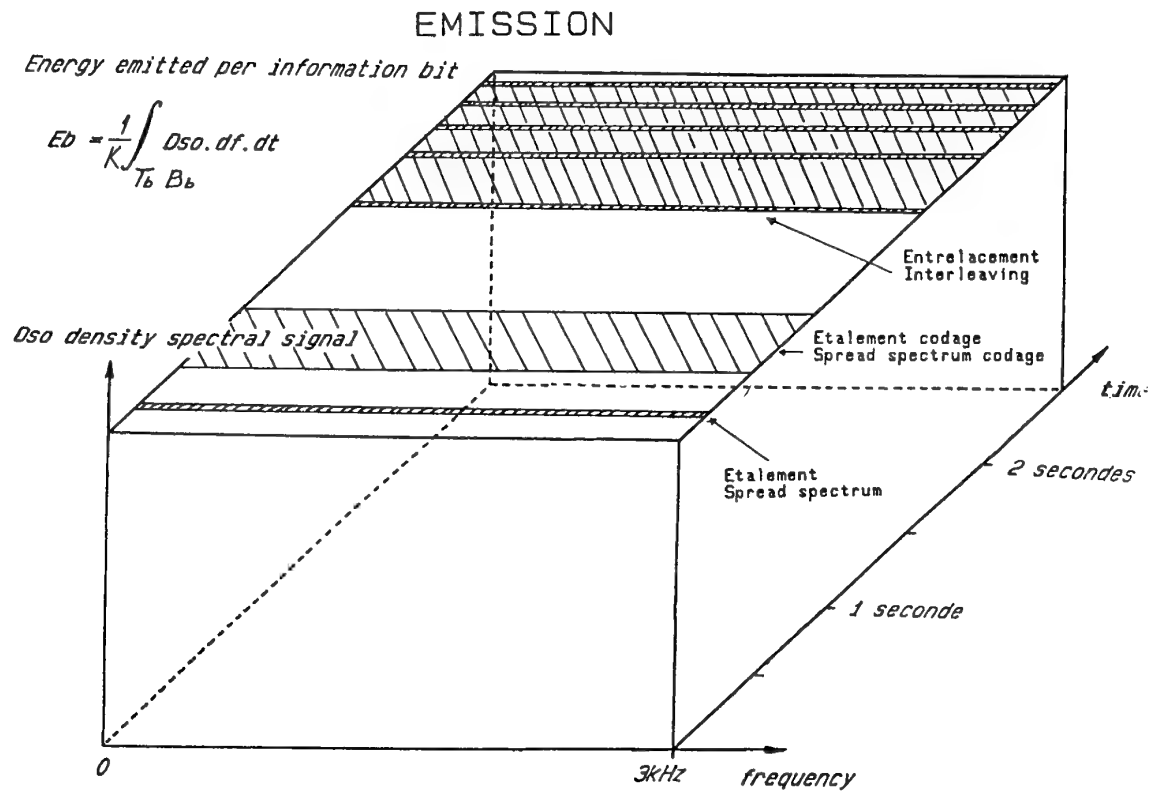 EMISSION
Energy emitted per information bit
Eb = 1/K ∫ Dso.df.dt
Tb Bb
Entrelacement
Interleaving
Dso density spectral signal
Etalement codage
Spread spectrum codage
time
Etalement
Spread spectrum
2 secondes
1 seconde
0
3kHz
frequency